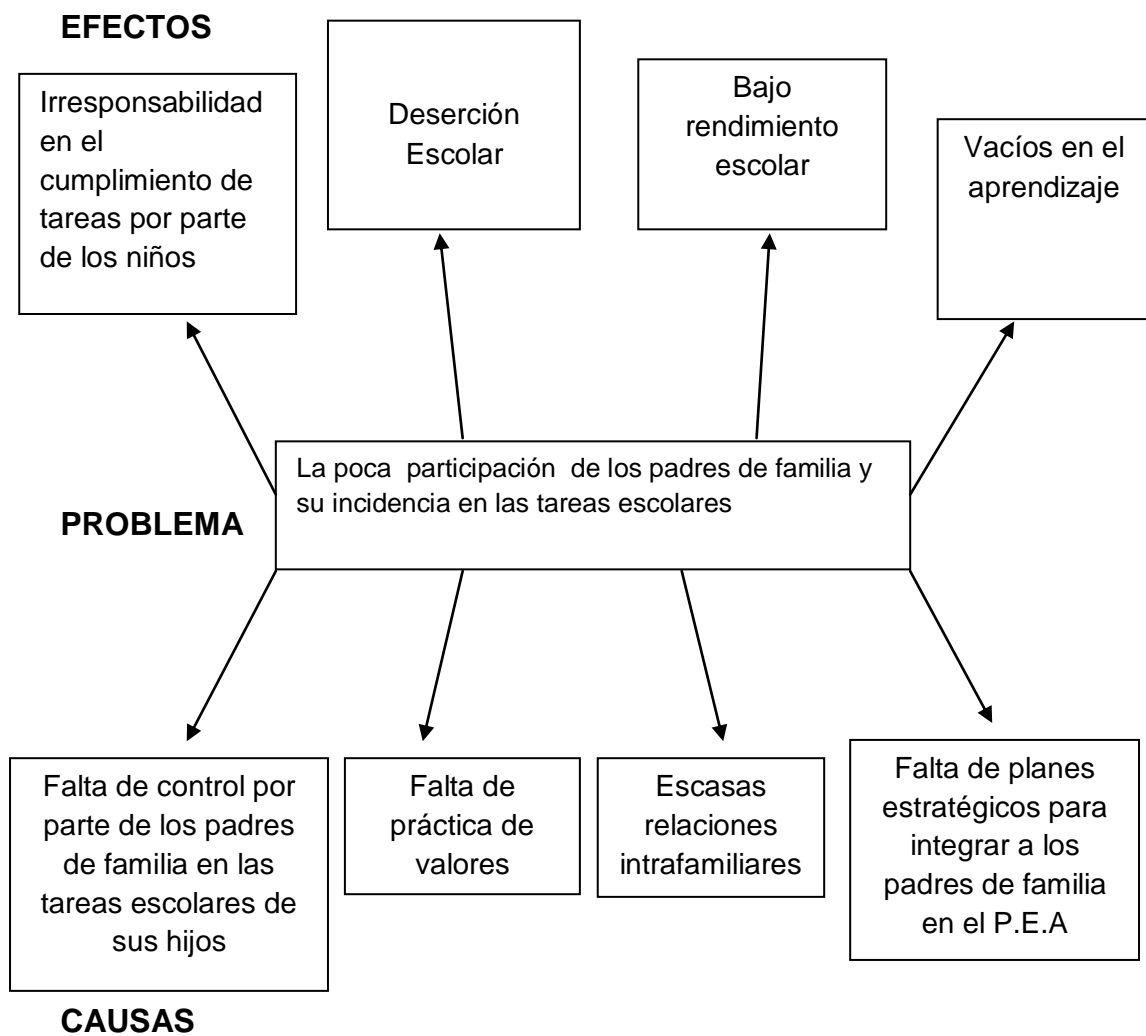 EFECTOS
Irresponsabilidad
en el
cumplimiento de
tareas por parte
de los niños
Deserción
Escolar
Bajo
rendimiento
escolar
Vacíos en el
aprendizaje
La poca participación de los padres de familia y
su incidencia en las tareas escolares
PROBLEMA
Falta de control por
parte de los padres
de familia en las
tareas escolares de
sus hijos
Falta de
práctica de
valores
Escasas
relaciones
intrafamiliares
Falta de planes
estratégicos para
integrar a los
padres de familia
en el P.E.A
CAUSAS